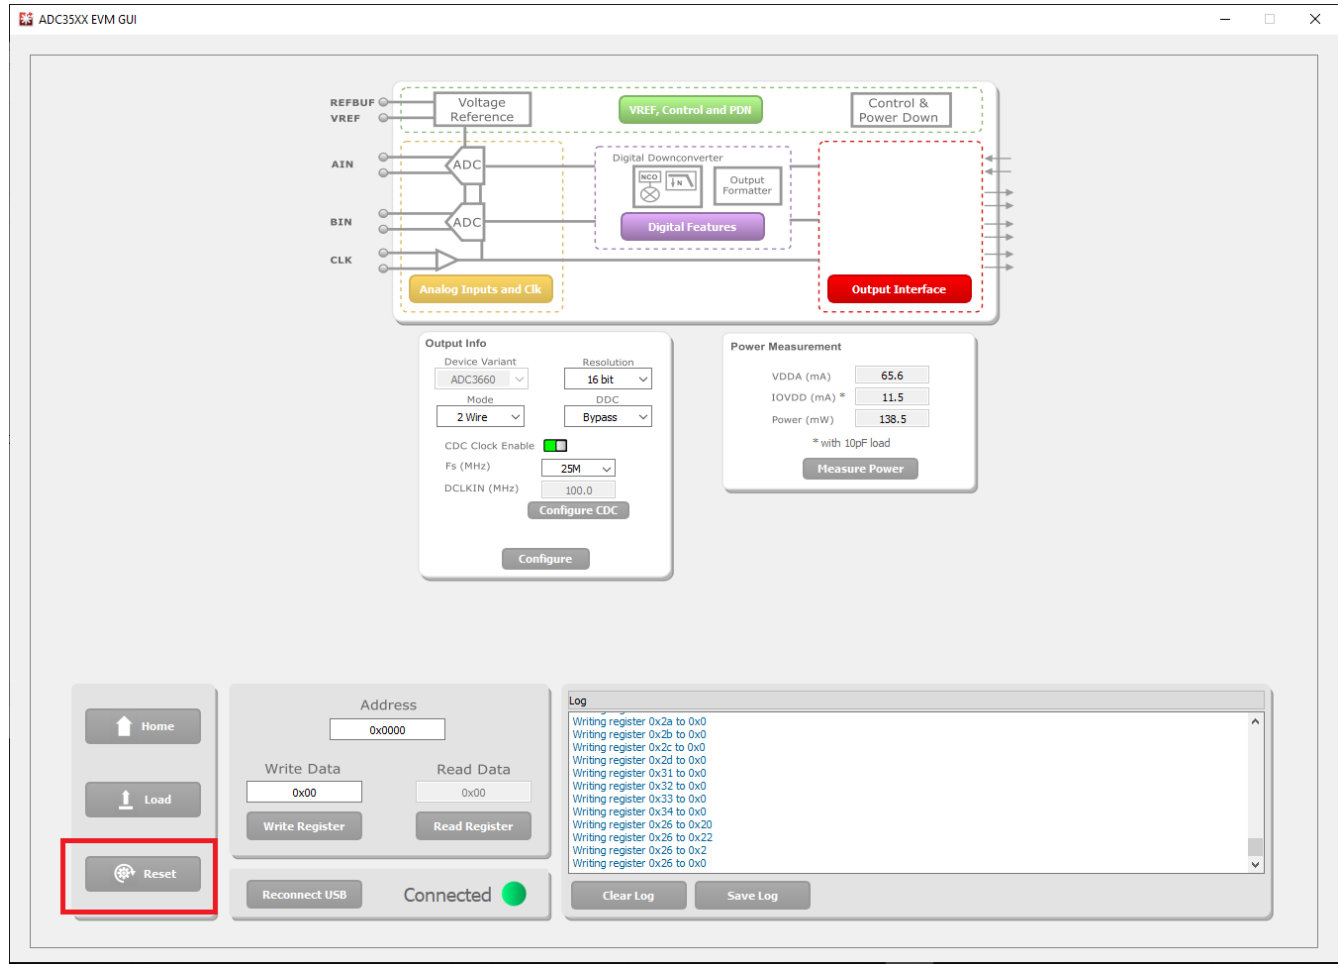 ADC35XX EVM GUI
REFBUF
VREF
Voltage
Reference
VREF, Control and PDN
Control &
Power Down
AIN
ADC
Digital Downconverter
NCO
N
Output
Formatter
BIN
ADC
Digital Features
CLK
Analog Inputs and Clk
Output Interface
Output Info
Device Variant
Resolution
ADC3660
16 bit
Mode
DDC
2 Wire
Bypass
CDC Clock Enable
Fs (MHz)
25M
DCLKIN (MHz)
100.0
Configure CDC
Configure
Power Measurement
VDDA (mA)
65.6
IOVDD (mA) *
11.5
Power (mW)
138.5
* with 10pF load
Measure Power
Home
Load
Reset
Address
0x0000
Write Data
Read Data
0x00
0x00
Write Register
Read Register
Reconnect USB
Connected
Log
Writing register 0x2a to 0x0
Writing register 0x2b to 0x0
Writing register 0x2c to 0x0
Writing register 0x2d to 0x0
Writing register 0x31 to 0x0
Writing register 0x32 to 0x0
Writing register 0x33 to 0x0
Writing register 0x34 to 0x0
Writing register 0x26 to 0x20
Writing register 0x26 to 0x22
Writing register 0x26 to 0x2
Writing register 0x26 to 0x0
Clear Log
Save Log